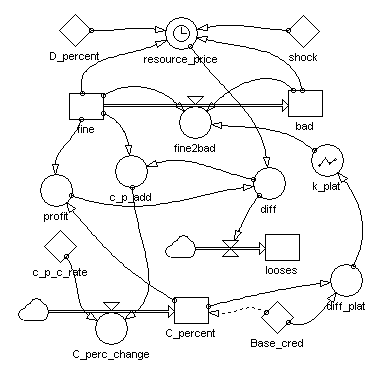 D_percent
resource_price
shock
fine
bad
fine2bad
k_plat
c_p_add
diff
profit
c_p_c_rate
looses
diff_plat
C_percent
Base_cred
C_perc_change